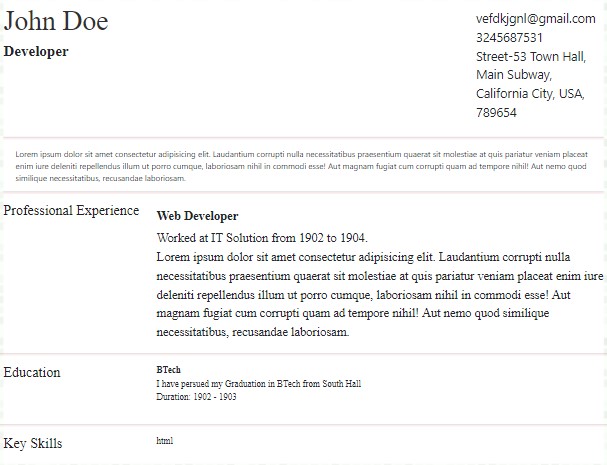 John Doe
Developer
vefdkjgnl@gmail.com
3245687531
Street-53 Town Hall,
Main Subway,
California City, USA,
789654
Lorem ipsum dolor sit amet consectetur adipisicing elit. Laudantium corrupti nulla necessitatibus praesentium quaerat sit molestiae at quis pariatur veniam placeat
enim iure deleniti repellendus illum ut porro cumque, laboriosam nihil in commodi esse! Aut magnam fugiat cum corrupti quam ad tempore nihil! Aut nemo quod
similique necessitatibus, recusandae laboriosam.
Professional Experience
Web Developer
Worked at IT Solution from 1902 to 1904.
Lorem ipsum dolor sit amet consectetur adipisicing elit. Laudantium corrupti nulla
necessitatibus praesentium quaerat sit molestiae at quis pariatur veniam placeat enim iure
deleniti repellendus illum ut porro cumque, laboriosam nihil in commodi esse! Aut
magnam fugiat cum corrupti quam ad tempore nihil! Aut nemo quod similique
necessitatibus, recusandae laboriosam.
Education
BTech
I have persued my Graduation in BTech from South Hall
Duration: 1902 - 1903
Key Skills
html